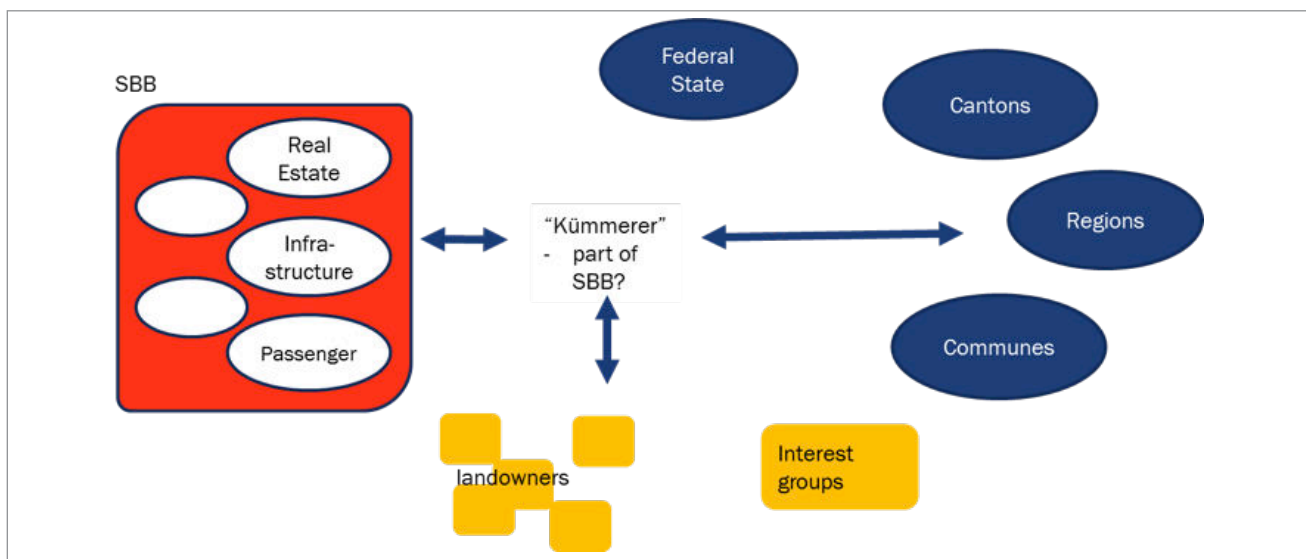 SBB
Real
Estate
Infra-
structure
Passenger
“Kümmerer”
- part of
SBB?
Federal
State
Cantons
Regions
Communes
landowners
Interest
groups